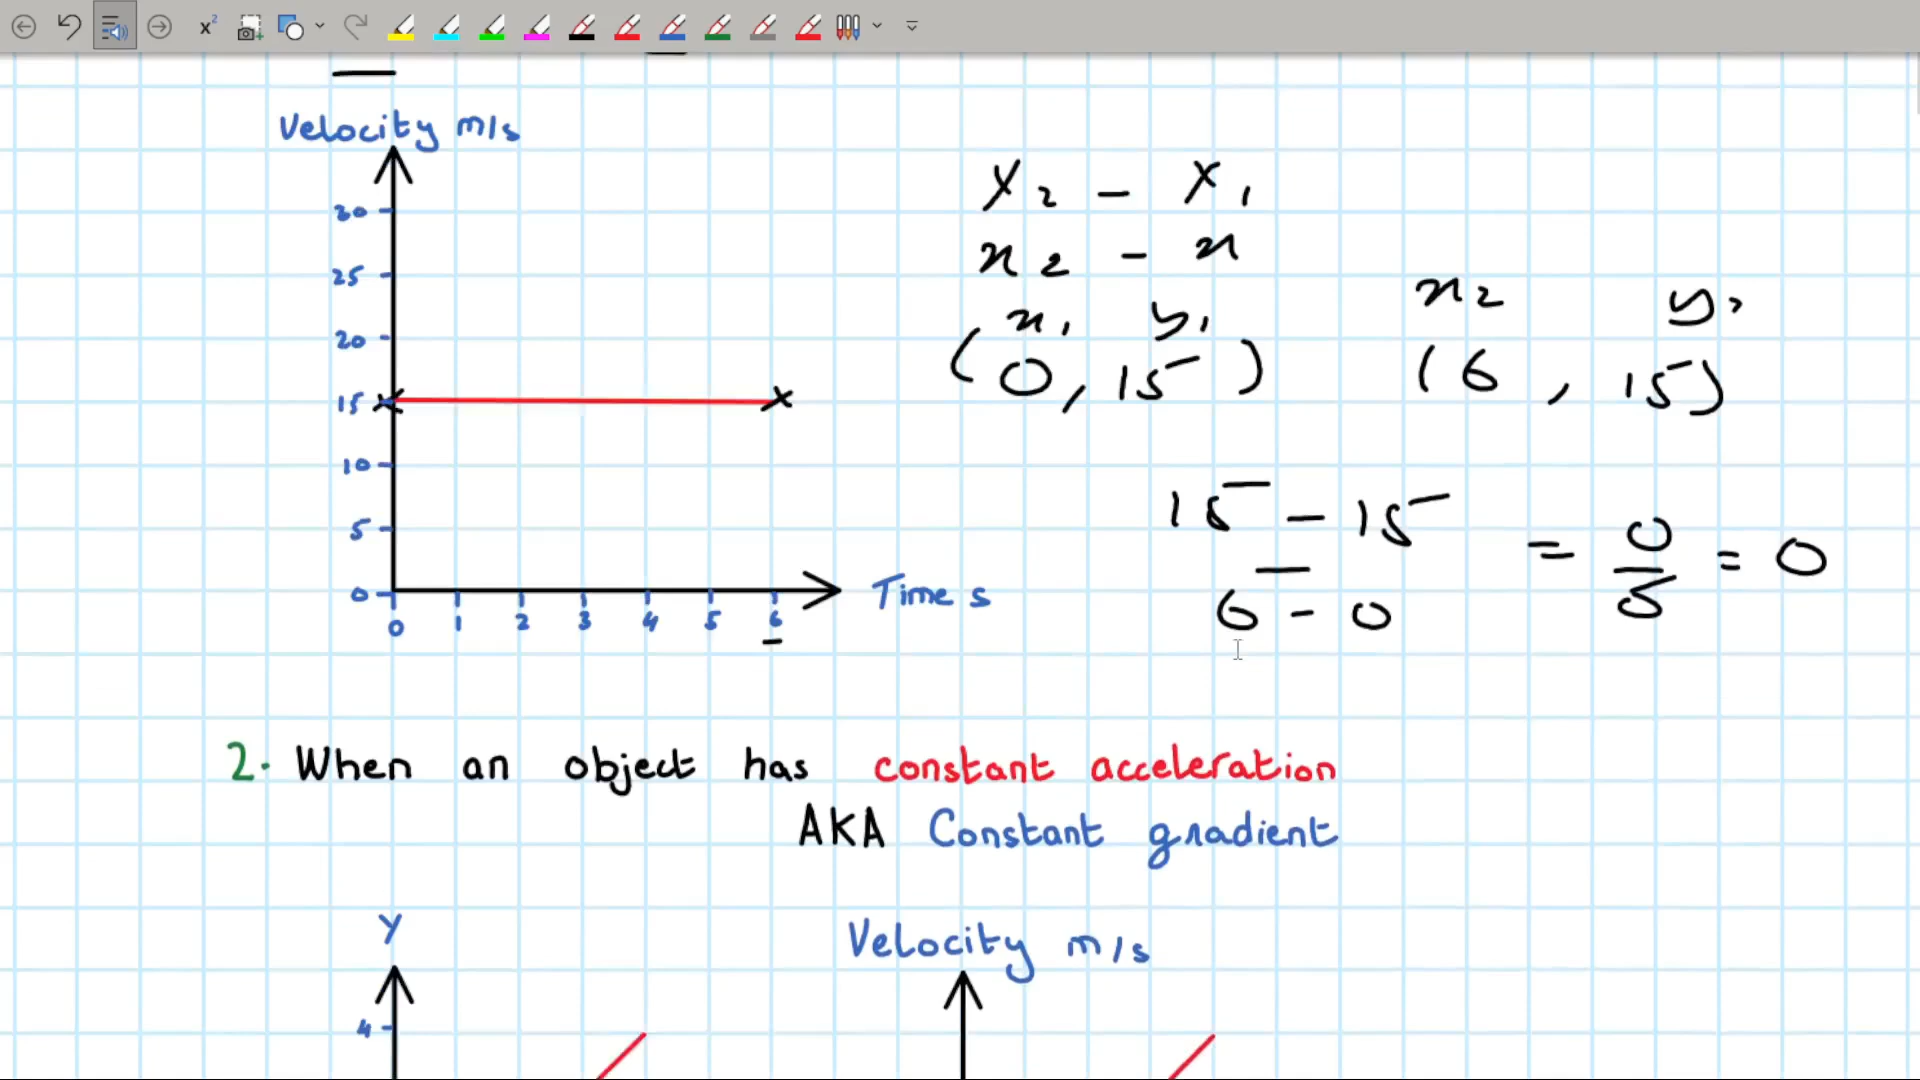 x²
Velocity m/s
30
25
20
15
10
5
0
0 1 2 3 4 5 6
Time s
Y₂ - Y₁
x₂ - x
x₁ y₁
(0, 15)
x₂ y₂
(6, 15)
15 - 15
6 - 0
= 0/6 = 0
2. When an object has constant acceleration
AKA Constant gradient
Y
4
Velocity m/s